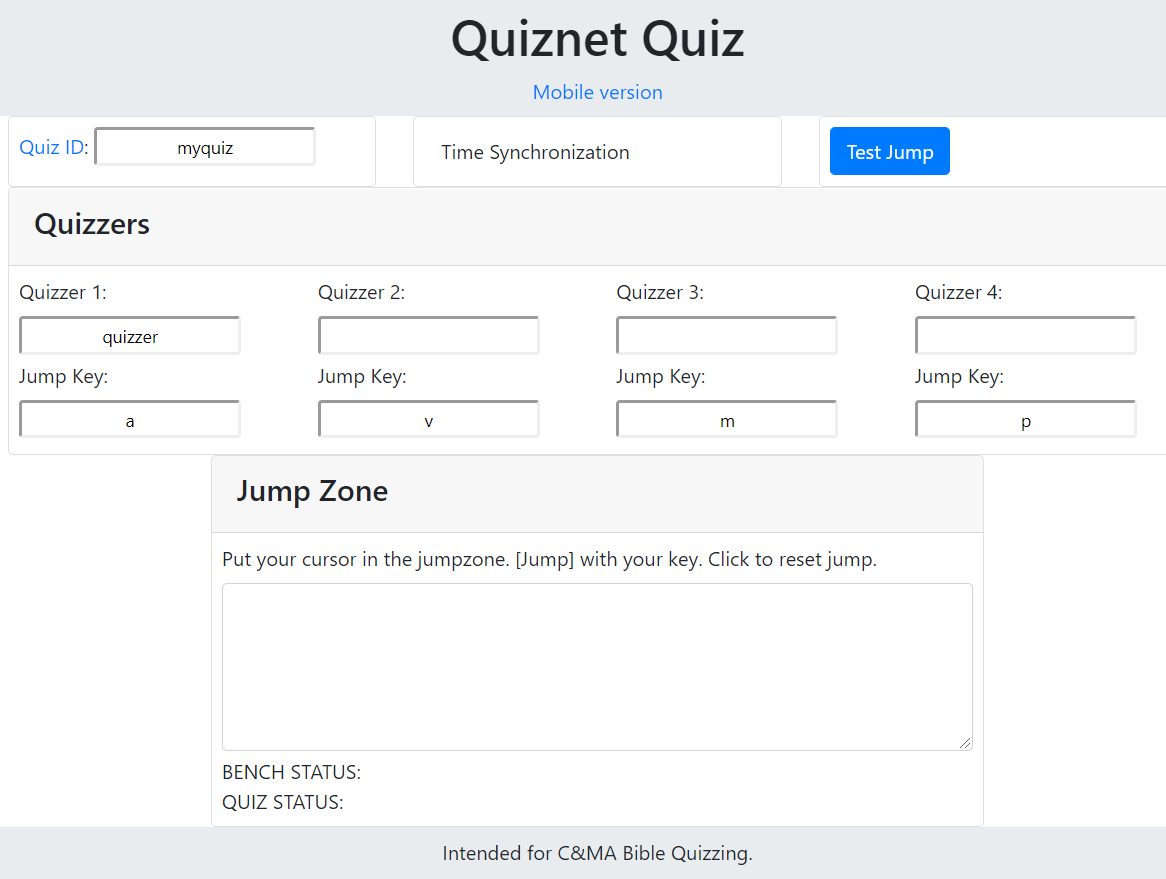 Quiznet Quiz
Mobile version
Quiz ID: myquiz
Time Synchronization
Test Jump
Quizzers
Quizzer 1: Quizzer 2: Quizzer 3: Quizzer 4:
quizzer
Jump Key: Jump Key: Jump Key: Jump Key:
a v m p
Jump Zone
Put your cursor in the jumpzone. [Jump] with your key. Click to reset jump.
BENCH STATUS:
QUIZ STATUS:
Intended for C&MA Bible Quizzing.